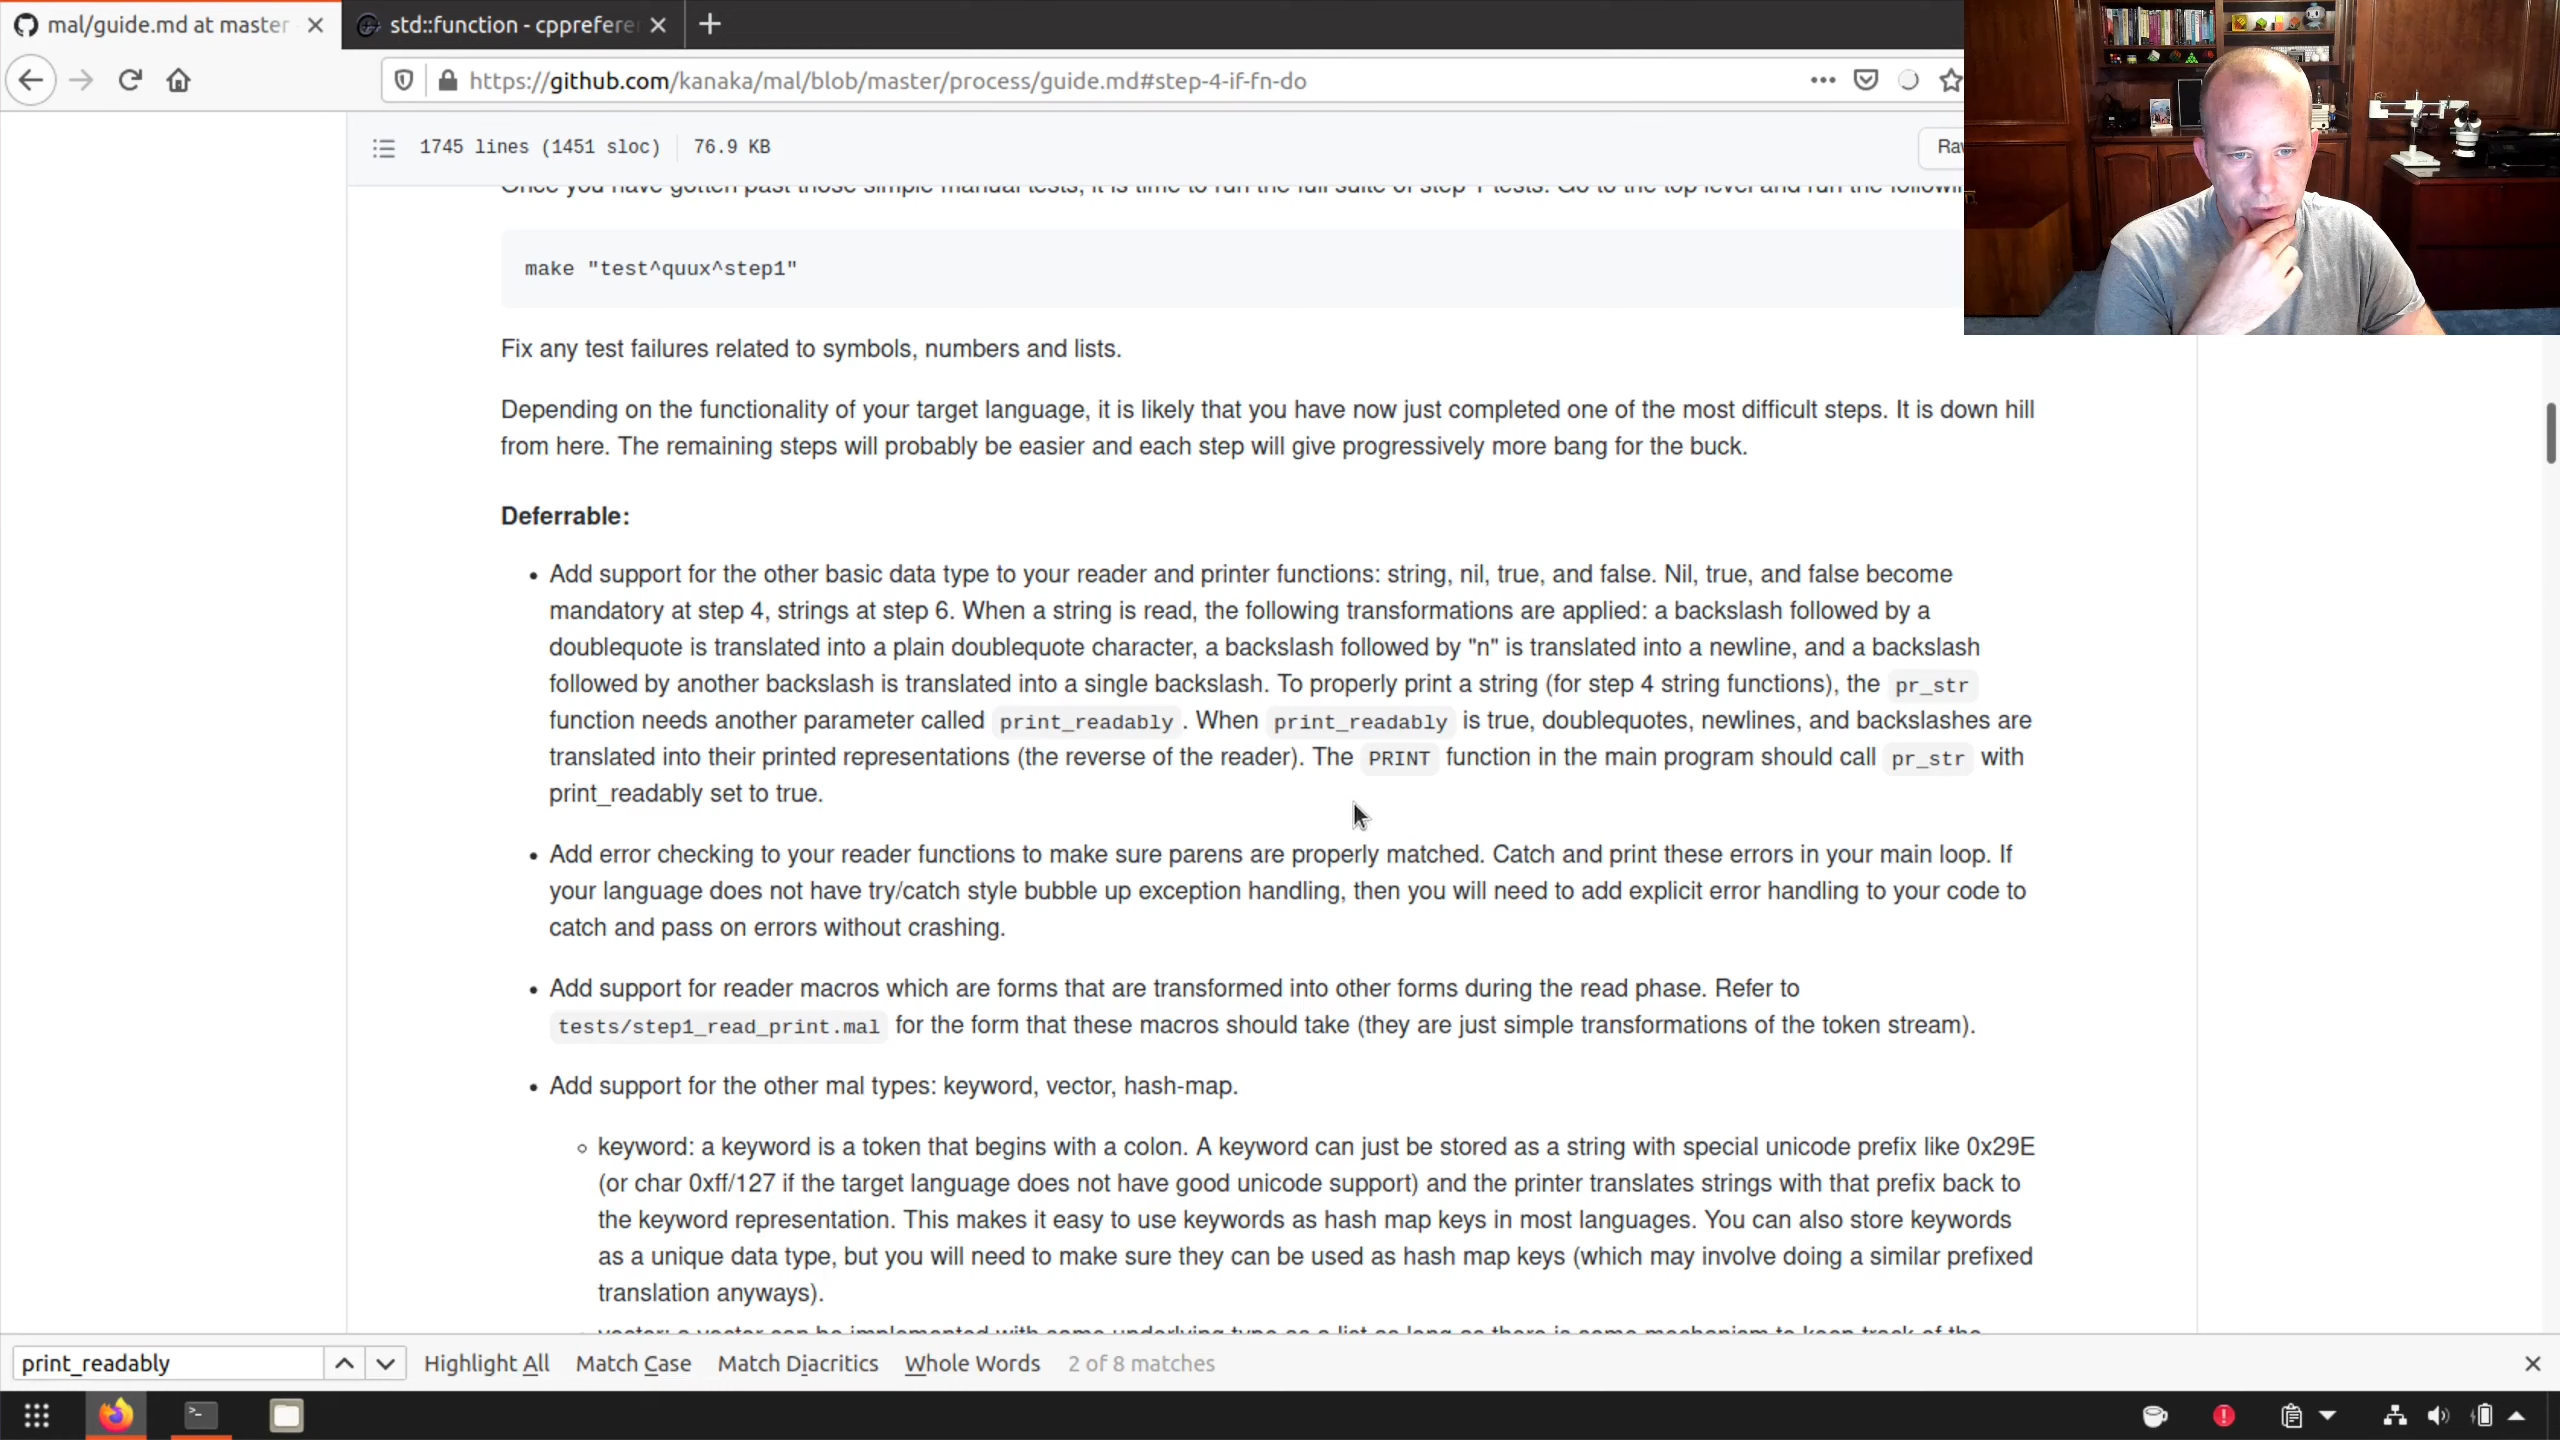 mal/guide.md at master
std::function - cpprefere
https://github.com/kanaka/mal/blob/master/process/guide.md#step-4-if-fn-do
1745 lines (1451 sloc) 76.9 KB
Raw
Once you have gotten past those simple manual tests, it is time to run the full suite of step 1 tests. Go to the top level and run the followin
make "test^quux^step1"
Fix any test failures related to symbols, numbers and lists.
Depending on the functionality of your target language, it is likely that you have now just completed one of the most difficult steps. It is down hill
from here. The remaining steps will probably be easier and each step will give progressively more bang for the buck.
Deferrable:
• Add support for the other basic data type to your reader and printer functions: string, nil, true, and false. Nil, true, and false become
mandatory at step 4, strings at step 6. When a string is read, the following transformations are applied: a backslash followed by a
doublequote is translated into a plain doublequote character, a backslash followed by "n" is translated into a newline, and a backslash
followed by another backslash is translated into a single backslash. To properly print a string (for step 4 string functions), the pr_str
function needs another parameter called print_readably. When print_readably is true, doublequotes, newlines, and backslashes are
translated into their printed representations (the reverse of the reader). The PRINT function in the main program should call pr_str with
print_readably set to true.
• Add error checking to your reader functions to make sure parens are properly matched. Catch and print these errors in your main loop. If
your language does not have try/catch style bubble up exception handling, then you will need to add explicit error handling to your code to
catch and pass on errors without crashing.
• Add support for reader macros which are forms that are transformed into other forms during the read phase. Refer to
tests/step1_read_print.mal for the form that these macros should take (they are just simple transformations of the token stream).
• Add support for the other mal types: keyword, vector, hash-map.
◦ keyword: a keyword is a token that begins with a colon. A keyword can just be stored as a string with special unicode prefix like 0x29E
(or char 0xff/127 if the target language does not have good unicode support) and the printer translates strings with that prefix back to
the keyword representation. This makes it easy to use keywords as hash map keys in most languages. You can also store keywords
as a unique data type, but you will need to make sure they can be used as hash map keys (which may involve doing a similar prefixed
translation anyways).
vector: a vector can be implemented with same underlying type as a list as long as there is some mechanism to keep track of the
print_readably Highlight All Match Case Match Diacritics Whole Words 2 of 8 matches